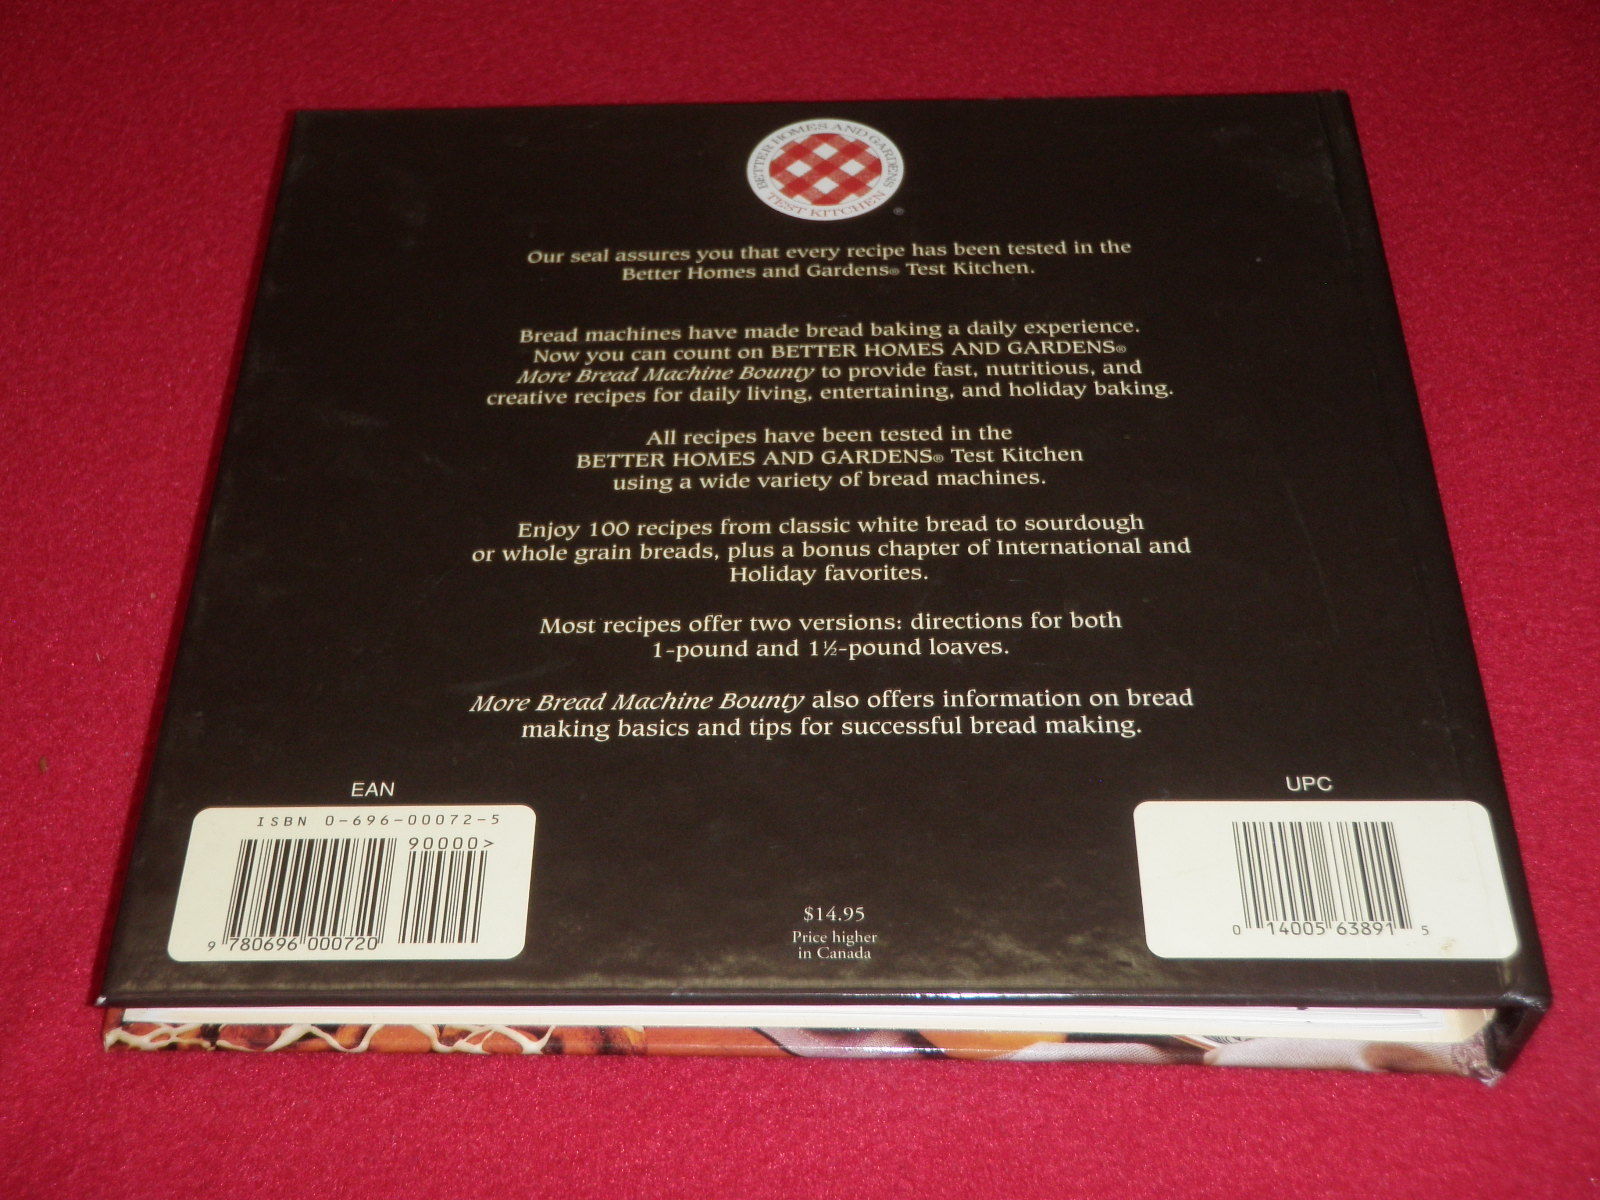 BETTER HOMES AND GARDENS
TEST KITCHEN
®
Our seal assures you that every recipe has been tested in the
Better Homes and Gardens® Test Kitchen.
Bread machines have made bread baking a daily experience.
Now you can count on BETTER HOMES AND GARDENS®
More Bread Machine Bounty to provide fast, nutritious, and
creative recipes for daily living, entertaining, and holiday baking.
All recipes have been tested in the
BETTER HOMES AND GARDENS® Test Kitchen
using a wide variety of bread machines.
Enjoy 100 recipes from classic white bread to sourdough
or whole grain breads, plus a bonus chapter of International and
Holiday favorites.
Most recipes offer two versions: directions for both
1-pound and 1½-pound loaves.
More Bread Machine Bounty also offers information on bread
making basics and tips for successful bread making.
EAN
ISBN 0-696-00072-5
90000>
9 780696 000720
$14.95
Price higher
in Canada
UPC
0 14005 63891 5